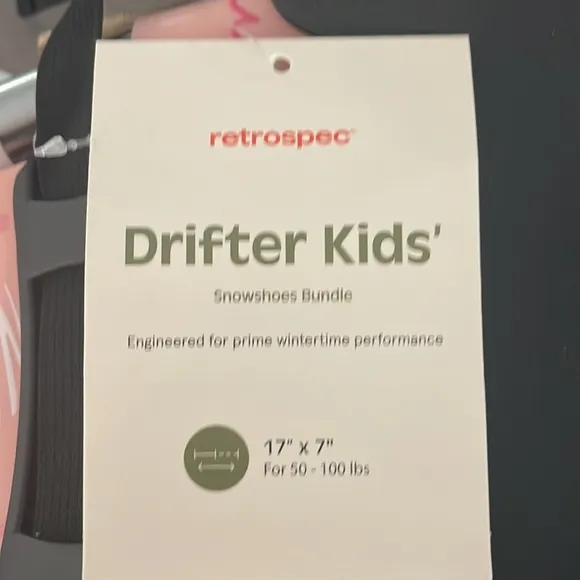 retrospec
Drifter Kids'
Snowshoes Bundle
Engineered for prime wintertime performance
17" x 7"
For 50 - 100 lbs